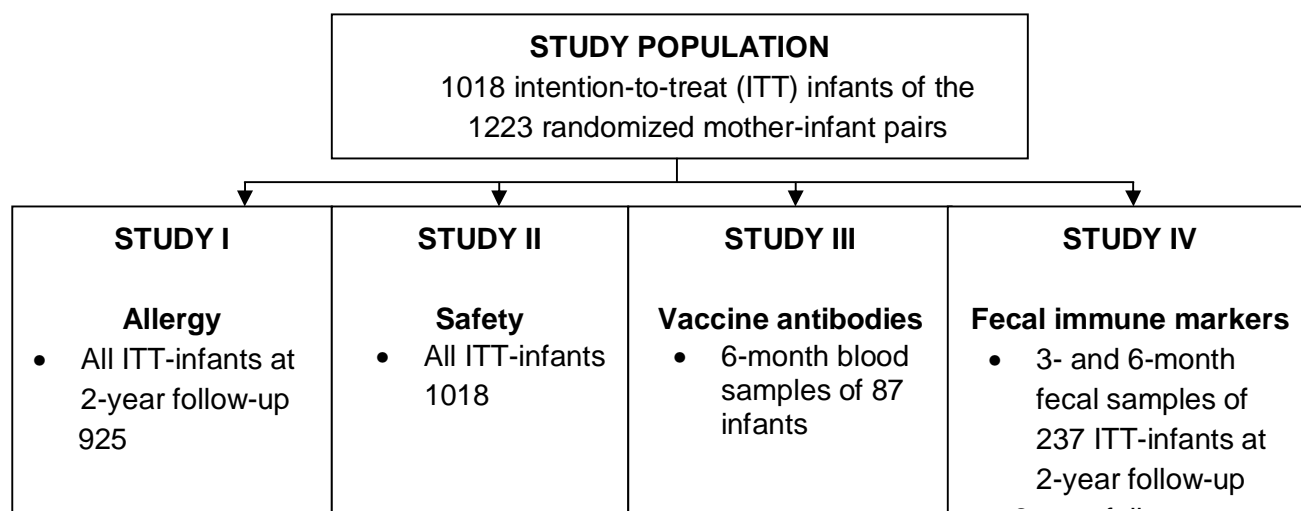 STUDY POPULATION
1018 intention-to-treat (ITT) infants of the
1223 randomized mother-infant pairs
STUDY I
Allergy
• All ITT-infants at
2-year follow-up
925
STUDY II
Safety
• All ITT-infants
1018
STUDY III
Vaccine antibodies
• 6-month blood
samples of 87
infants
STUDY IV
Fecal immune markers
• 3- and 6-month
fecal samples of
237 ITT-infants at
2-year follow-up